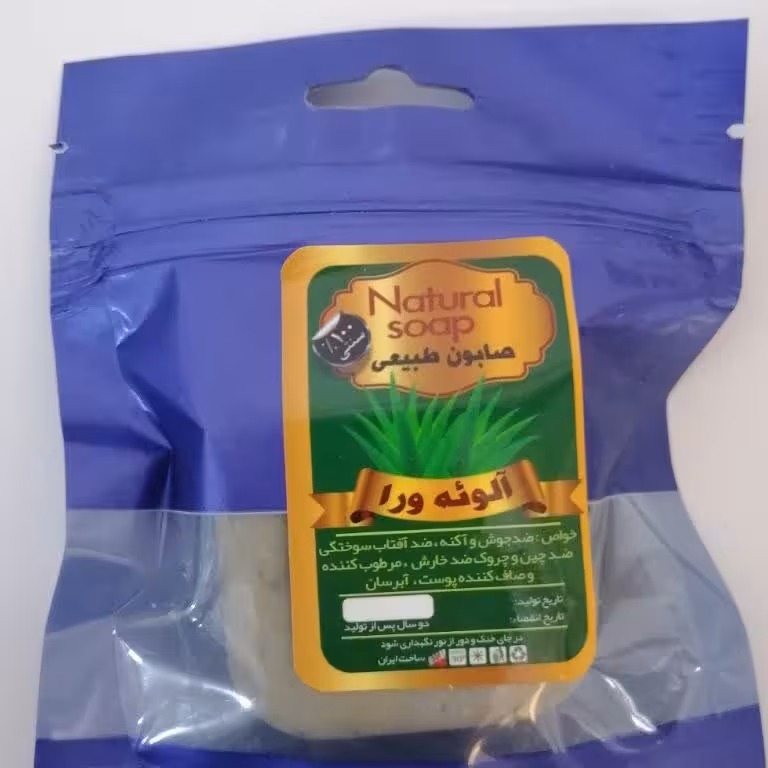 Natural
soap
صابون طبیعی
٪۱۰۰
سنتی
آلوئه ورا
خواص: ضدجوش و آکنه، ضد آفتاب سوختگی
ضد چین و چروک ضد خارش، مرطوب کننده
و صاف کننده پوست، آبرسان
تاریخ تولید:
تاریخ انقضاء: دو سال پس از تولید
در جای خنک و دور از نور نگهداری شود
ساخت ایران